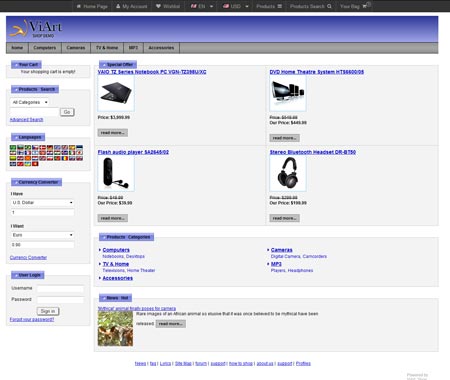 Home Page My Account Wishlist EN USD Products Products Search Your Bag
ViArt
SHOP DEMO
home Computers Cameras TV & Home MP3 Accessories
Your Cart
Your shopping cart is empty!
Products - Search
All Categories
Go
Advanced Search
Languages
Currency Converter
I Have
U.S. Dollar
1
I Want
Euro
0.90
Currency Converter
User Login
Username
Password
Sign in
Forgot your password?
Special Offer
VAIO TZ Series Notebook PC VGN-TZ398U/XC
Price: $3,999.99
read more...
DVD Home Theatre System HTS6600/05
Our Price: $449.99
read more...
Flash audio player SA2645/02
Price: $49.99
Our Price: $39.99
read more...
Stereo Bluetooth Headset DR-BT50
Price: $299.99
Our Price: $199.99
read more...
Products - Categories
Computers
Notebooks, Desktops
Cameras
Digital Camera, Camcorders
TV & Home
Televisions, Home Theater
MP3
Players, Headphones
Accessories
News - Hot
Mythical animal finally poses for camera
Rare images of an African animal so elusive that it was once believed to be mythical have been
released. read more...
News | faq | Lyrics | Site Map | forum | support | how to shop | about us | support | Profiles
Powered by